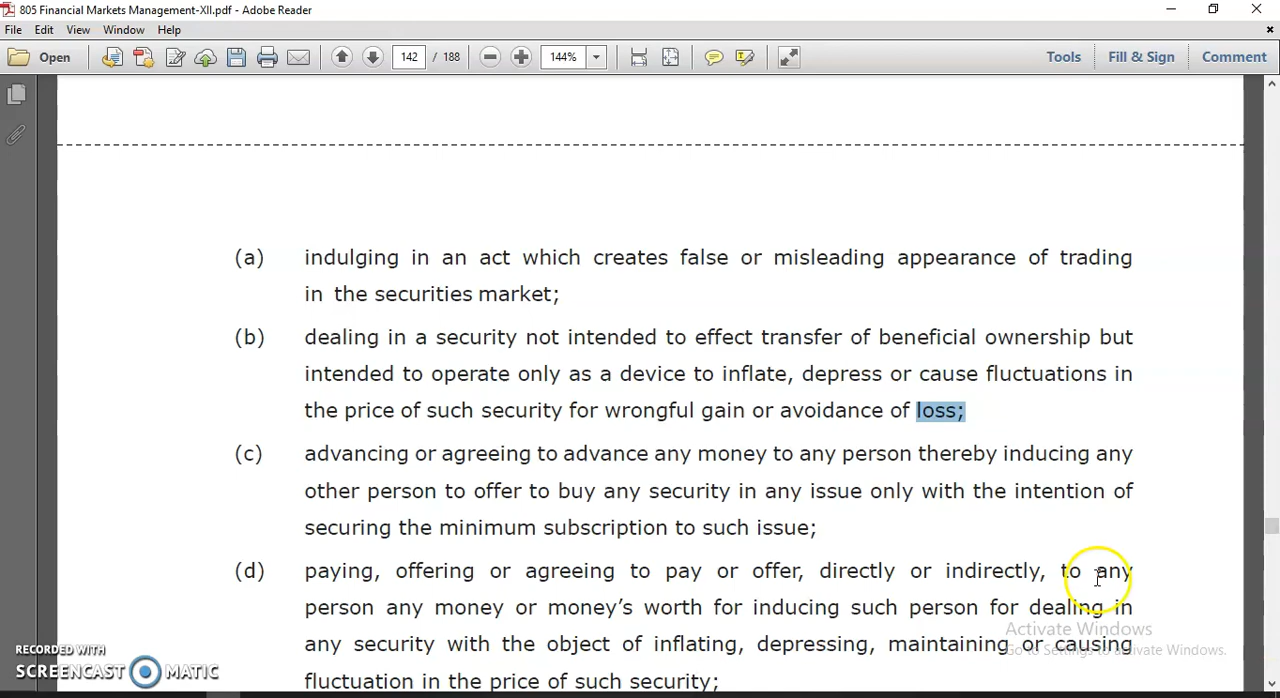 805 Financial Markets Management-XII.pdf - Adobe Reader
File Edit View Window Help
Open 142 / 188 144% Tools Fill & Sign Comment
(a) indulging in an act which creates false or misleading appearance of trading
in the securities market;
(b) dealing in a security not intended to effect transfer of beneficial ownership but
intended to operate only as a device to inflate, depress or cause fluctuations in
the price of such security for wrongful gain or avoidance of loss;
(c) advancing or agreeing to advance any money to any person thereby inducing any
other person to offer to buy any security in any issue only with the intention of
securing the minimum subscription to such issue;
(d) paying, offering or agreeing to pay or offer, directly or indirectly, to any
person any money or money's worth for inducing such person for dealing in
any security with the object of inflating, depressing, maintaining or causing
fluctuation in the price of such security;
Activate Windows
Go to Settings to activate Windows.
RECORDED WITH
SCREENCAST MATIC